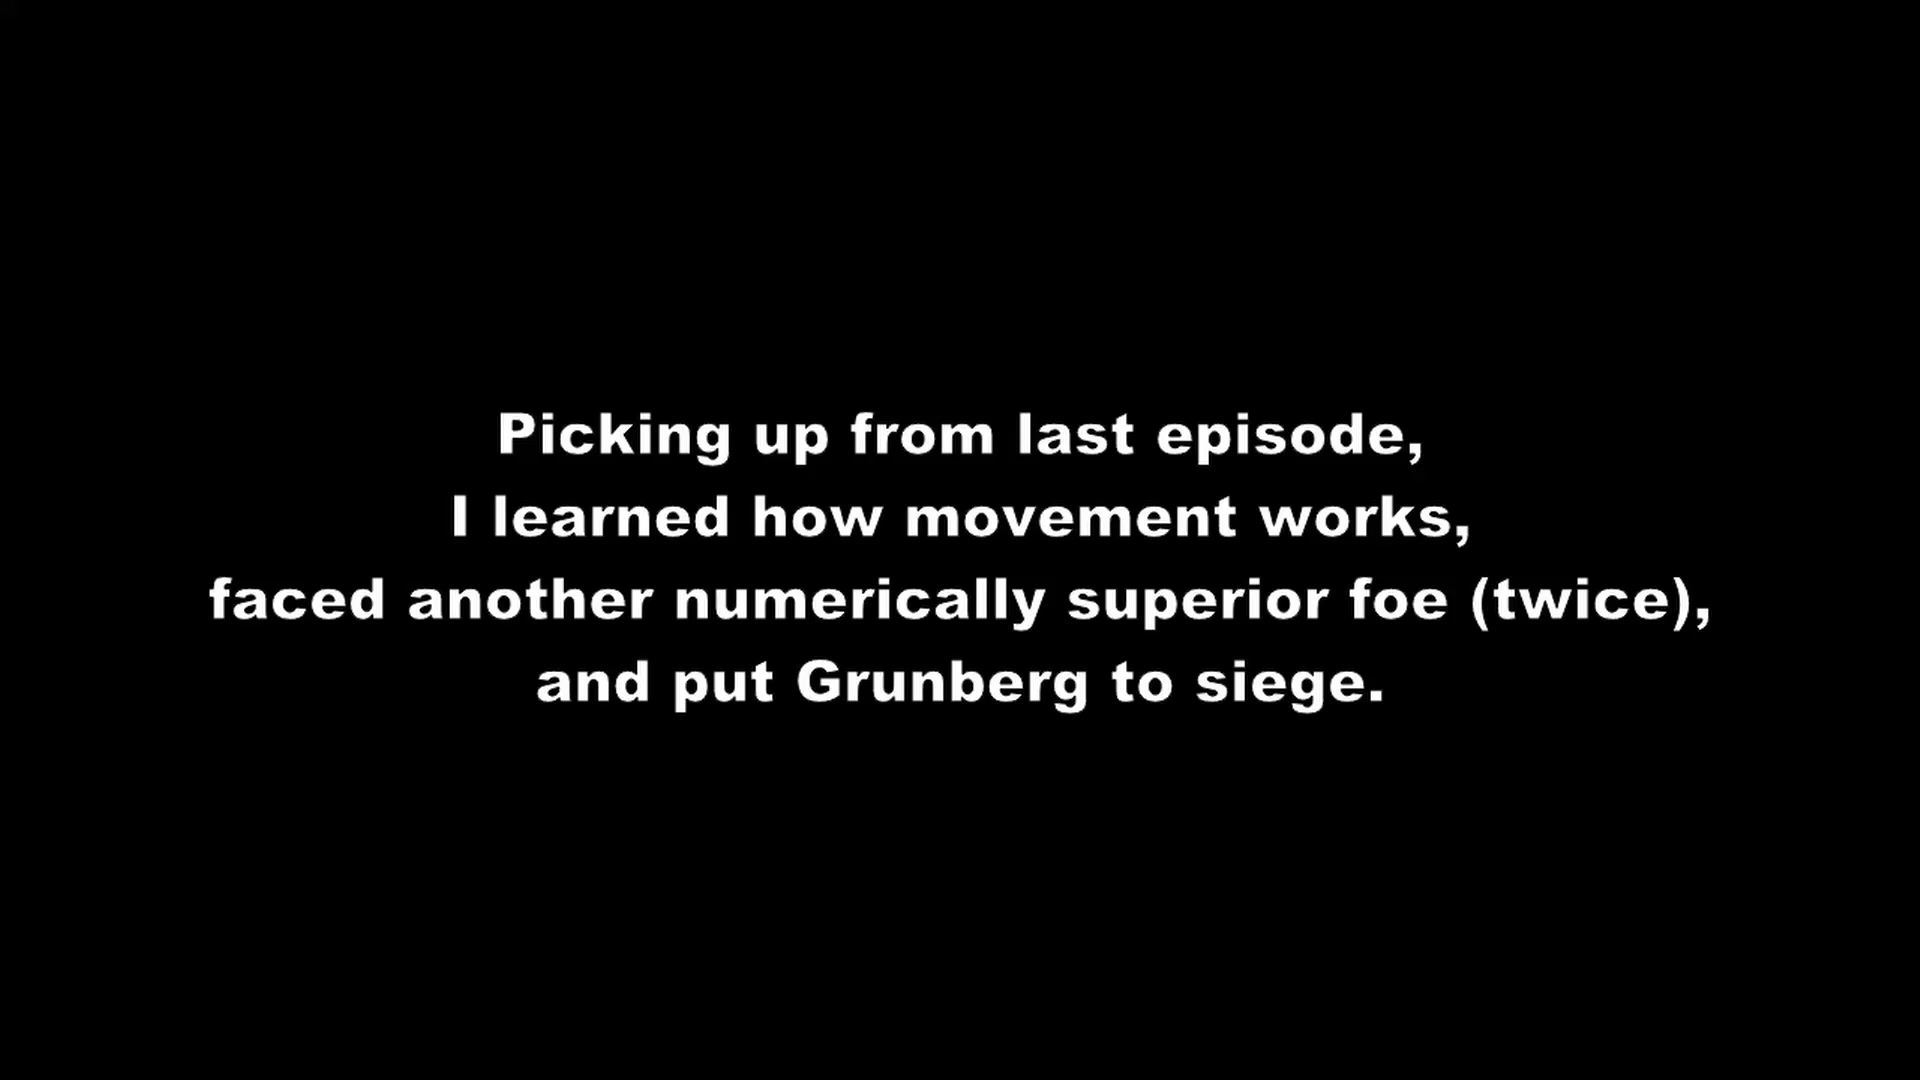 Picking up from last episode,
I learned how movement works,
faced another numerically superior foe (twice),
and put Grunberg to siege.